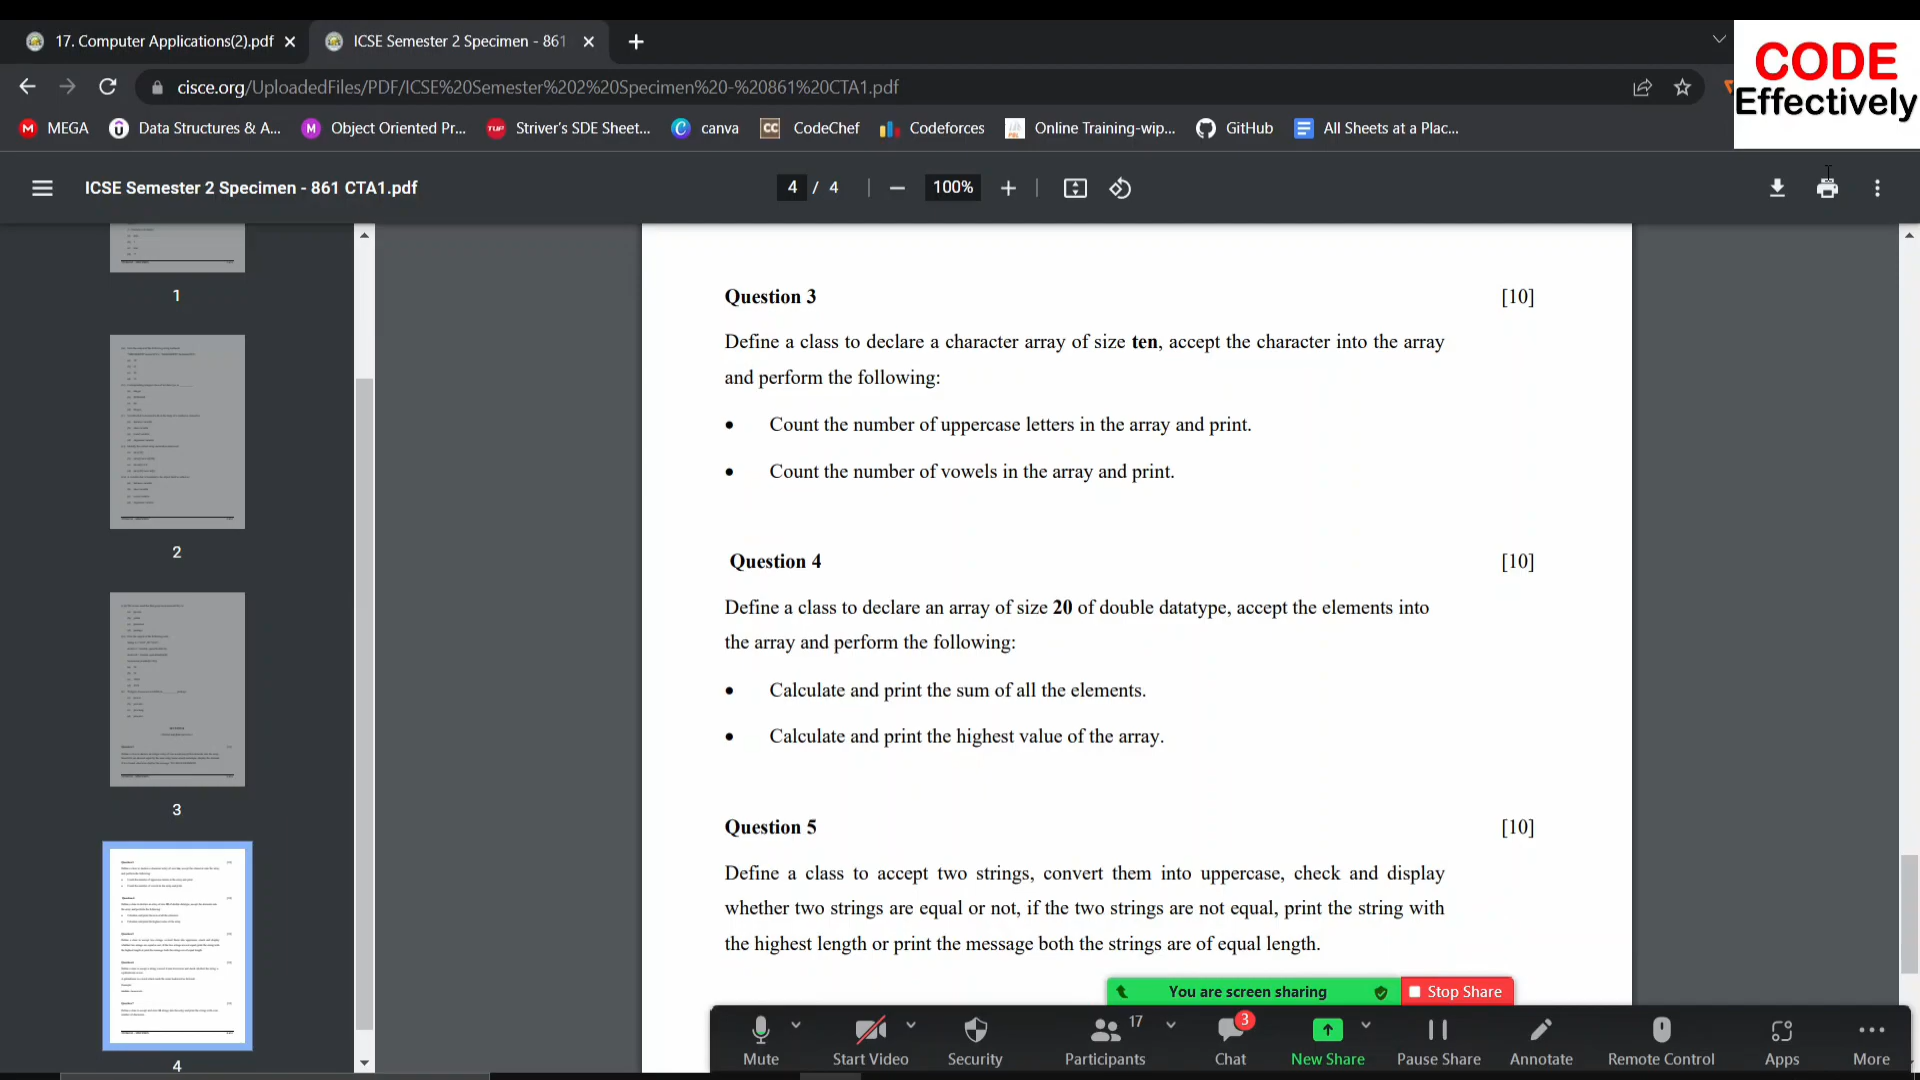 17. Computer Applications(2).pdf
ICSE Semester 2 Specimen - 861
CODE
Effectively
cisce.org/UploadedFiles/PDF/ICSE%20Semester%202%20Specimen%20-%20861%20CTA1.pdf
MEGA
Data Structures & A...
Object Oriented Pr...
TUF
Striver's SDE Sheet...
canva
CodeChef
Codeforces
Online Training-wip...
GitHub
All Sheets at a Plac...
ICSE Semester 2 Specimen - 861 CTA1.pdf
4 / 4
100%
1
2
3
4
Question 3 [10]
Define a class to declare a character array of size ten, accept the character into the array
and perform the following:
• Count the number of uppercase letters in the array and print.
• Count the number of vowels in the array and print.
Question 4 [10]
Define a class to declare an array of size 20 of double datatype, accept the elements into
the array and perform the following:
• Calculate and print the sum of all the elements.
• Calculate and print the highest value of the array.
Question 5 [10]
Define a class to accept two strings, convert them into uppercase, check and display
whether two strings are equal or not, if the two strings are not equal, print the string with
the highest length or print the message both the strings are of equal length.
You are screen sharing
Stop Share
17
3
Mute
Start Video
Security
Participants
Chat
New Share
Pause Share
Annotate
Remote Control
Apps
More